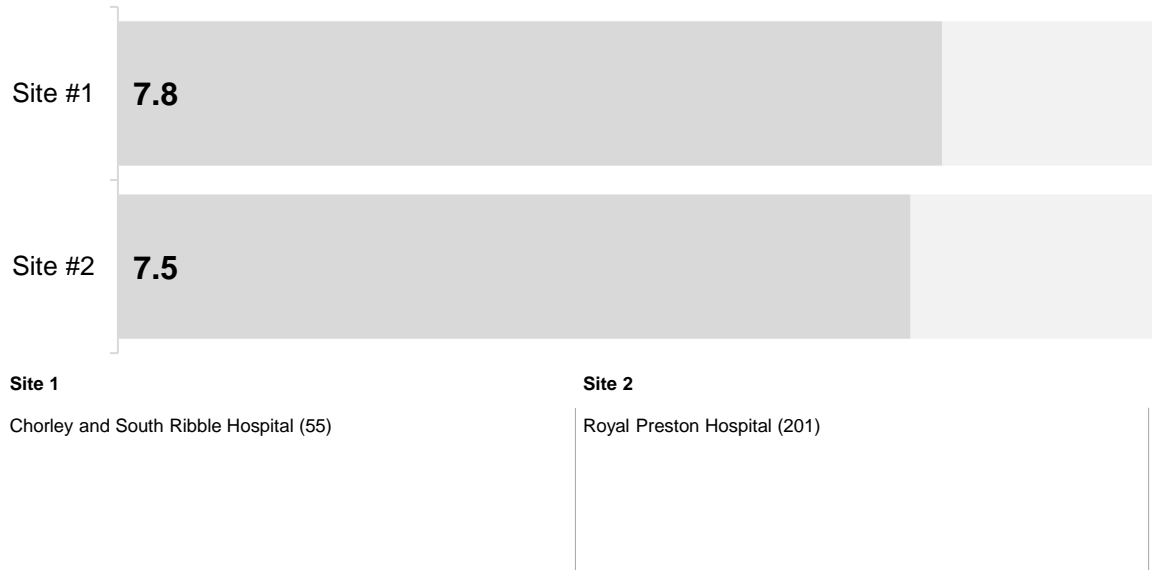 Site #1
7.8
Site #2
7.5
Site 1
Site 2
Chorley and South Ribble Hospital (55)
Royal Preston Hospital (201)